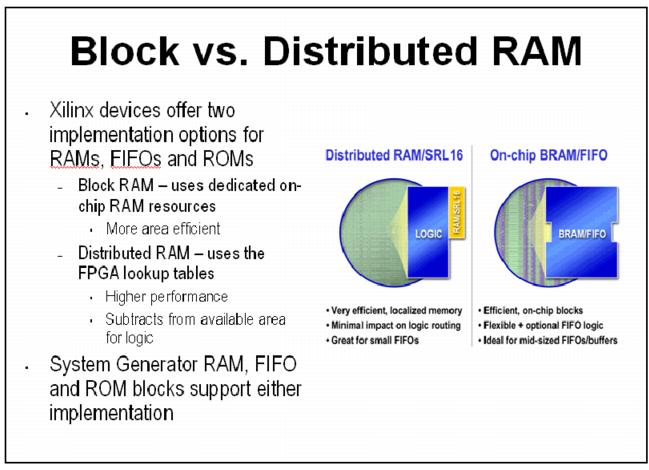 Block vs. Distributed RAM
Xilinx devices offer two
implementation options for
RAMs, FIFOs and ROMs
– Block RAM – uses dedicated on-
chip RAM resources
• More area efficient
– Distributed RAM – uses the
FPGA lookup tables
• Higher performance
• Subtracts from available area
for logic
• System Generator RAM, FIFO
and ROM blocks support either
implementation
Distributed RAM/SRL16
LOGIC
RAM/SRL16
• Very efficient, localized memory
• Minimal impact on logic routing
• Great for small FIFOs
On-chip BRAM/FIFO
BRAM/FIFO
• Efficient, on-chip blocks
• Flexible + optional FIFO logic
• Ideal for mid-sized FIFOs/buffers